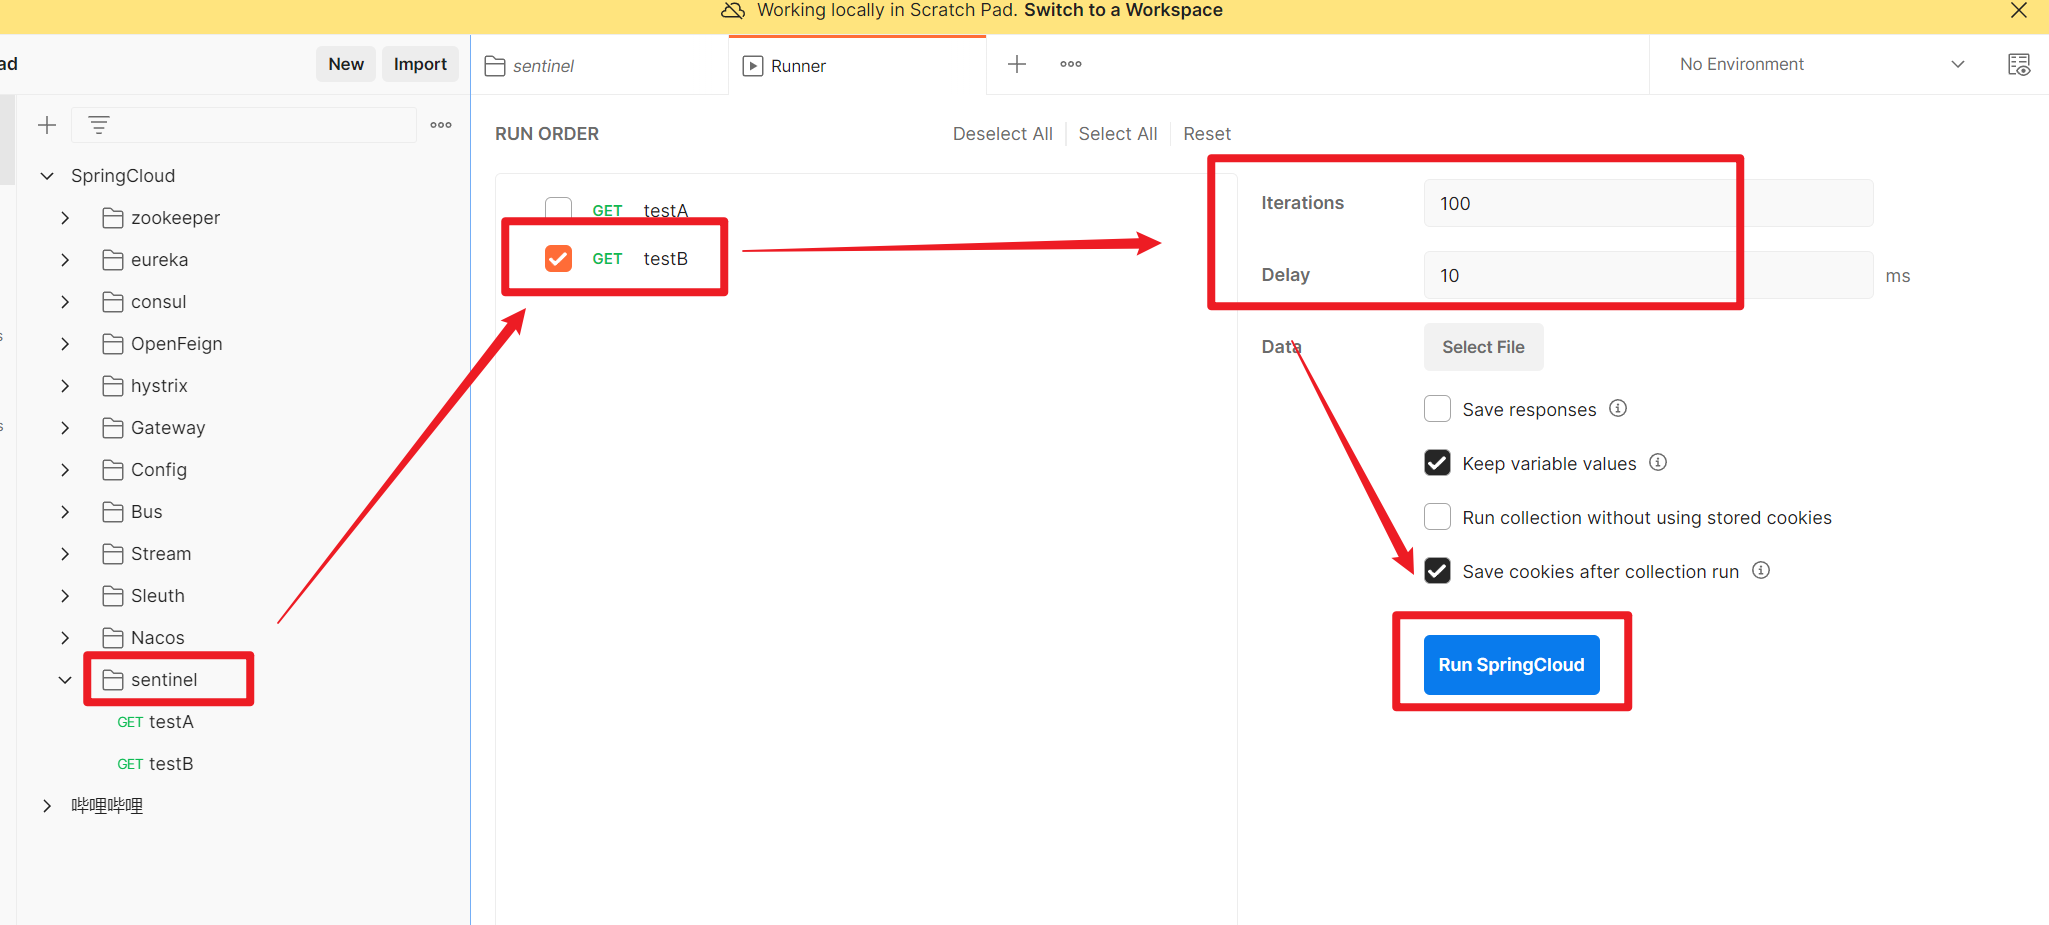 Working locally in Scratch Pad. Switch to a Workspace
ad
New
Import
sentinel
Runner
No Environment
RUN ORDER
Deselect All
Select All
Reset
SpringCloud
zookeeper
eureka
consul
OpenFeign
hystrix
Gateway
Config
Bus
Stream
Sleuth
Nacos
sentinel
GET testA
GET testB
哔哩哔哩
GET testA
GET testB
Iterations
100
Delay
10
ms
Data
Select File
Save responses
Keep variable values
Run collection without using stored cookies
Save cookies after collection run
Run SpringCloud